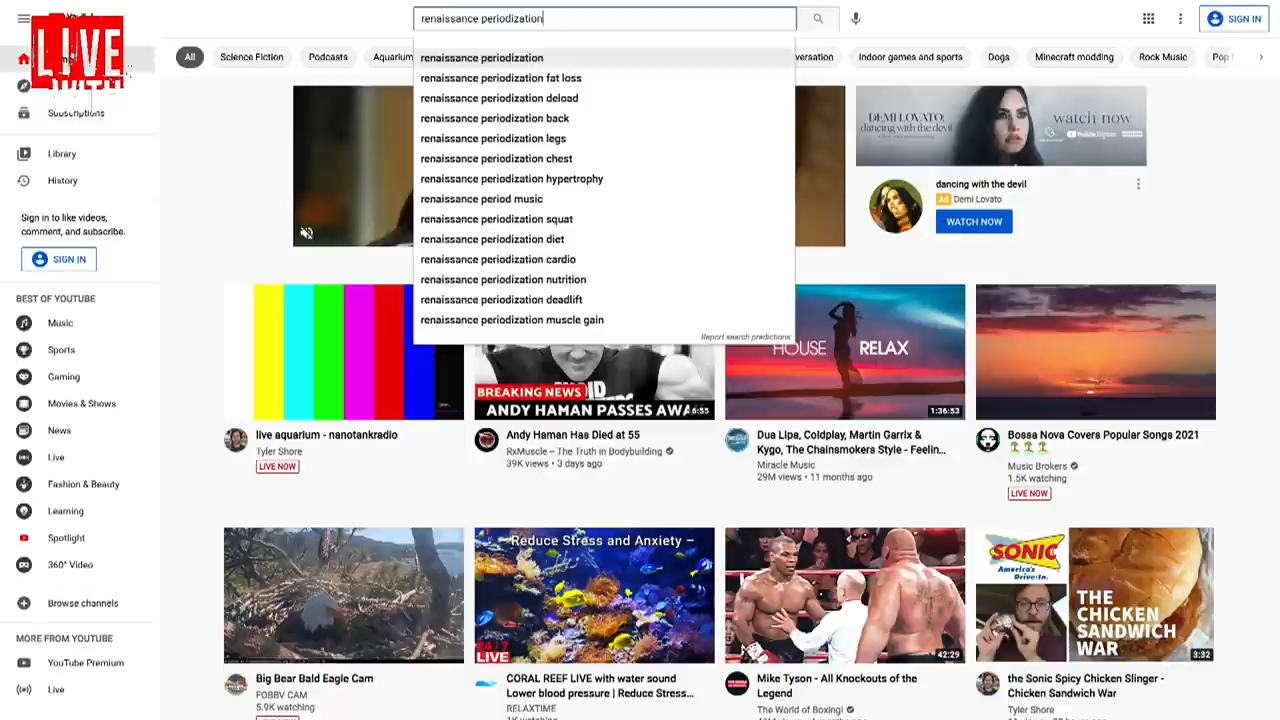 renaissance periodization
SIGN IN
LIVE
WITH
Subscriptions
Library
History
Sign in to like videos,
comment, and subscribe.
SIGN IN
BEST OF YOUTUBE
Music
Sports
Gaming
Movies & Shows
News
Live
Fashion & Beauty
Learning
Spotlight
360° Video
Browse channels
MORE FROM YOUTUBE
YouTube Premium
Live
All
Science Fiction
Podcasts
Aquarium
Indoor games and sports
Dogs
Minecraft modding
Rock Music
renaissance periodization
renaissance periodization fat loss
renaissance periodization deload
renaissance periodization back
renaissance periodization legs
renaissance periodization chest
renaissance periodization hypertrophy
renaissance period music
renaissance periodization squat
renaissance periodization diet
renaissance periodization cardio
renaissance periodization nutrition
renaissance periodization deadlift
renaissance periodization muscle gain
Report search predictions
DEMI LOVATO:
dancing with the devil
watch now
dancing with the devil
Ad Demi Lovato
WATCH NOW
live aquarium - nanotankradio
Tyler Shore
LIVE NOW
BREAKING NEWS
ANDY HAMAN PASSES AWA
6:55
Andy Haman Has Died at 55
RxMuscle – The Truth in Bodybuilding
39K views • 3 days ago
HOUSE RELAX
1:36:53
Dua Lipa, Coldplay, Martin Garrix &
Kygo, The Chainsmokers Style - Feelin...
Miracle Music
29M views • 11 months ago
Bossa Nova Covers Popular Songs 2021
Music Brokers
1.5K watching
LIVE NOW
Big Bear Bald Eagle Cam
FOBBV CAM
5.9K watching
Reduce Stress and Anxiety –
24/7
LIVE
CORAL REEF LIVE with water sound
Lower blood pressure | Reduce Stress...
RELAXTIME
1K watching
42:29
Mike Tyson - All Knockouts of the
Legend
The World of Boxing!
SONIC
America's
Drive-In.
THE
CHICKEN
SANDWICH
WAR
3:32
the Sonic Spicy Chicken Slinger -
Chicken Sandwich War
Tyler Shore